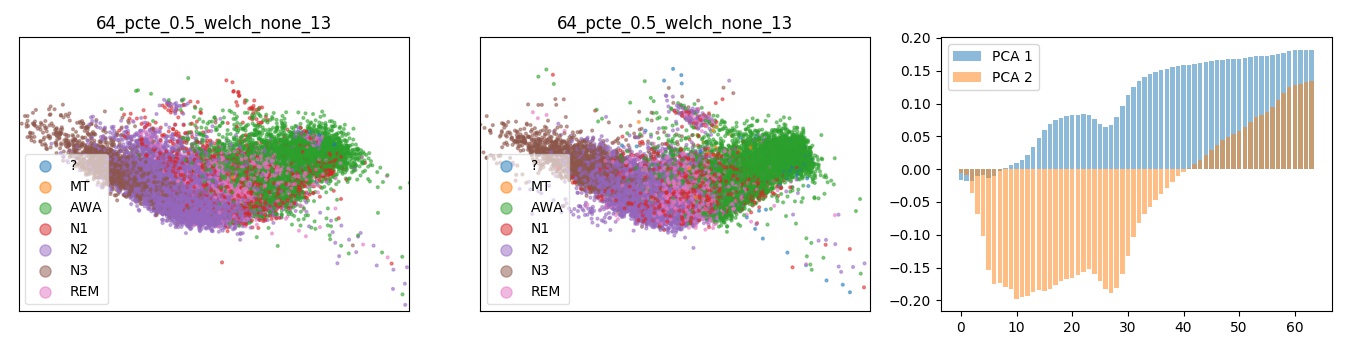 64_pcte_0.5_welch_none_13
?
MT
AWA
N1
N2
N3
REM
64_pcte_0.5_welch_none_13
?
MT
AWA
N1
N2
N3
REM
PCA 1
PCA 2
0.20
0.15
0.10
0.05
0.00
−0.05
−0.10
−0.15
−0.20
0 10 20 30 40 50 60